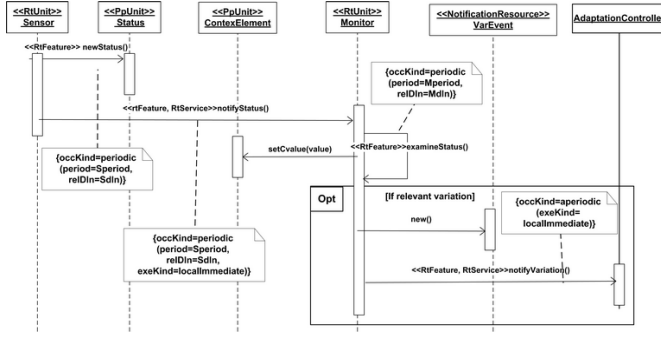 <<RtUnit>>
Sensor
<<PpUnit>>
Status
<<PpUnit>>
ContexElement
<<RtUnit>>
Monitor
<<NotificationResource>>
VarEvent
AdaptationControlle
<<RtFeature>> newStatus()
{occKind=periodic
(period=Mperiod,
relDln=Mdln)}
<<rtFeature, RtService>>notifyStatus()
<<RtFeature>>examineStatus()
setCvalue(value)
{occKind=periodic
(period=Speriod,
relDln=Sdln)}
Opt
[If relevant variation]
{occKind=aperiodic
(exeKind=
localImmediate)}
new()
{occKind=periodic
(period=Speriod,
relDln=Sdln,
exeKind=localImmediate)}
<<RtFeature, RtService>>notifyVariation()